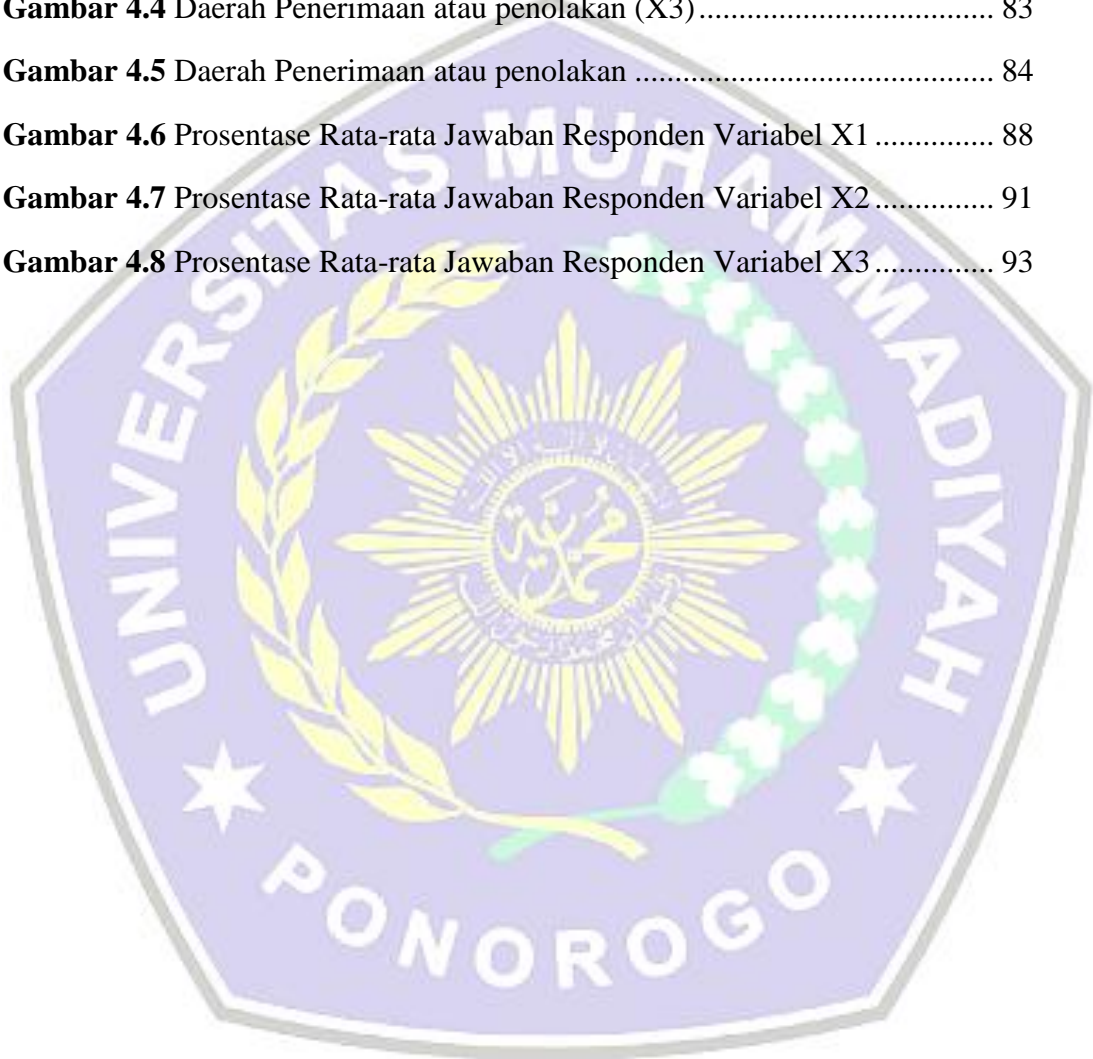 Gambar 4.4 Daerah Penerimaan atau penolakan (X3)..................................... 83
Gambar 4.5 Daerah Penerimaan atau penolakan ............................................. 84
Gambar 4.6 Prosentase Rata-rata Jawaban Responden Variabel X1 ............... 88
Gambar 4.7 Prosentase Rata-rata Jawaban Responden Variabel X2 ............... 91
Gambar 4.8 Prosentase Rata-rata Jawaban Responden Variabel X3 ............... 93
UNIVERSITAS MUHAMMADIYAH
محمدية
PONOROGO